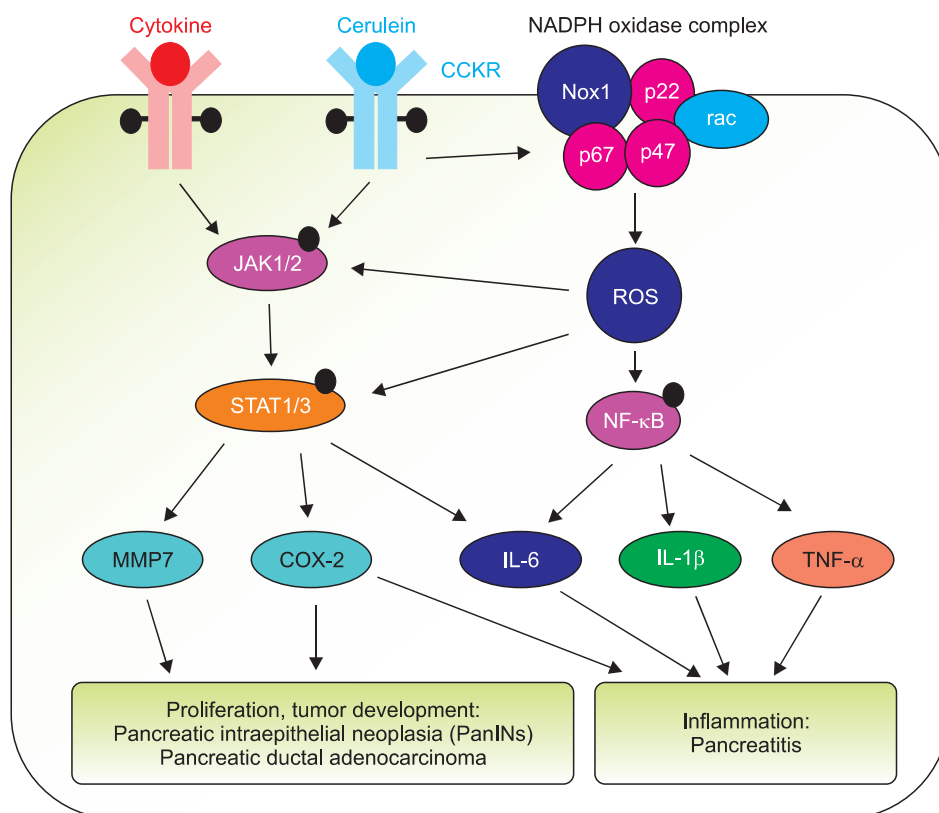 Cytokine
Cerulein
NADPH oxidase complex
CCKR
Nox1
p22
rac
p67
p47
JAK1/2
ROS
STAT1/3
NF-κB
MMP7
COX-2
IL-6
IL-1β
TNF-α
Proliferation, tumor development:
Pancreatic intraepithelial neoplasia (PanINs)
Pancreatic ductal adenocarcinoma
Inflammation:
Pancreatitis